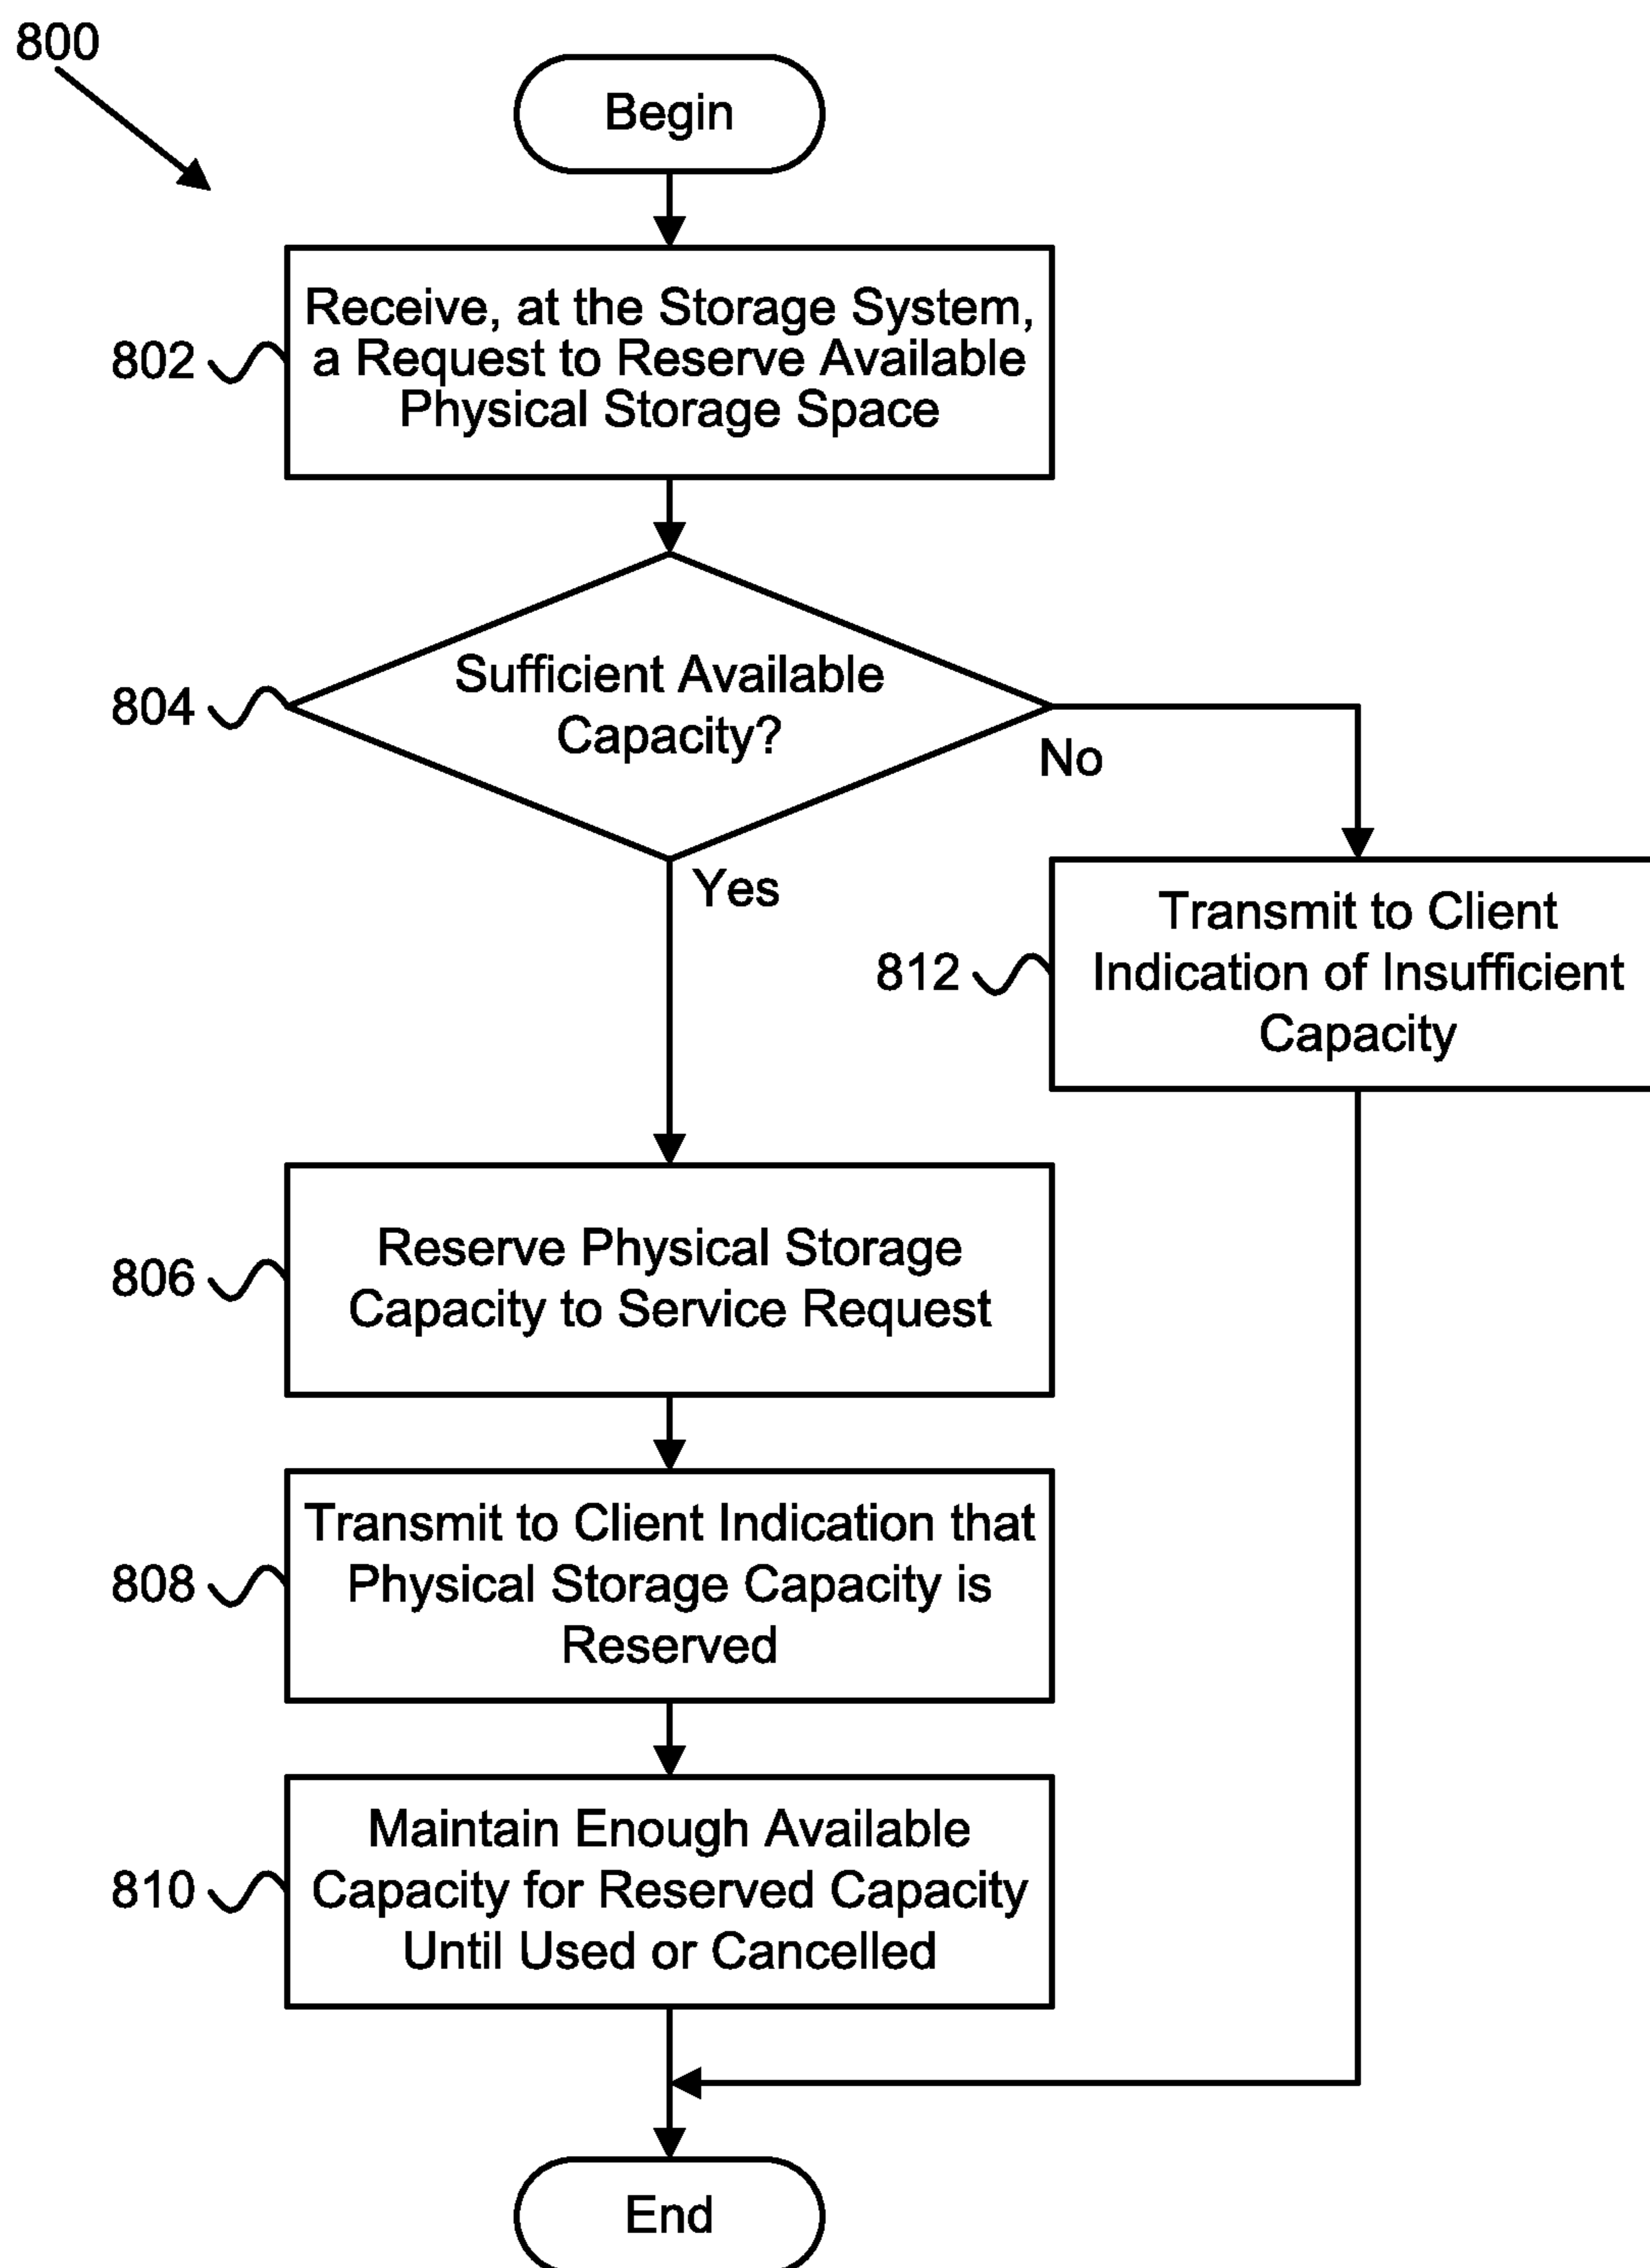 800
Begin
802
Receive, at the Storage System,
a Request to Reserve Available
Physical Storage Space
804
Sufficient Available
Capacity?
No
Yes
812
Transmit to Client
Indication of Insufficient
Capacity
806
Reserve Physical Storage
Capacity to Service Request
808
Transmit to Client Indication that
Physical Storage Capacity is
Reserved
810
Maintain Enough Available
Capacity for Reserved Capacity
Until Used or Cancelled
End